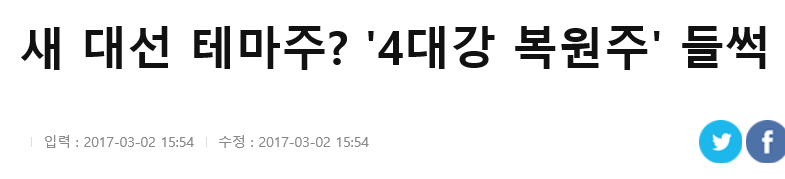 새 대선 테마주? '4대강 복원주' 들썩
입력 : 2017-03-02 15:54 수정 : 2017-03-02 15:54